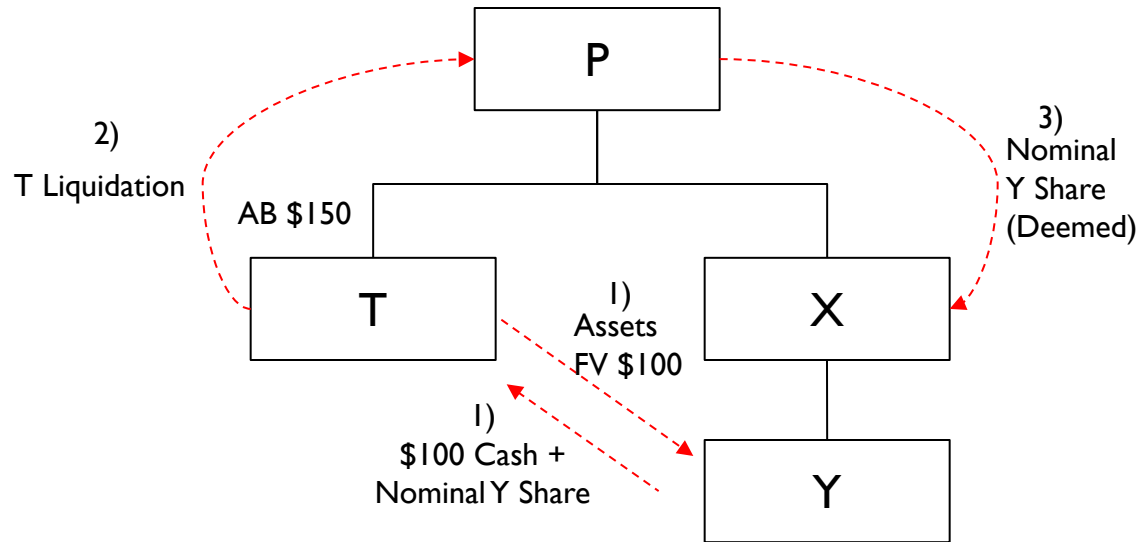 P
2)
T Liquidation
3)
Nominal
Y Share
(Deemed)
AB $150
T
X
1)
Assets
FV $100
1)
$100 Cash +
Nominal Y Share
Y